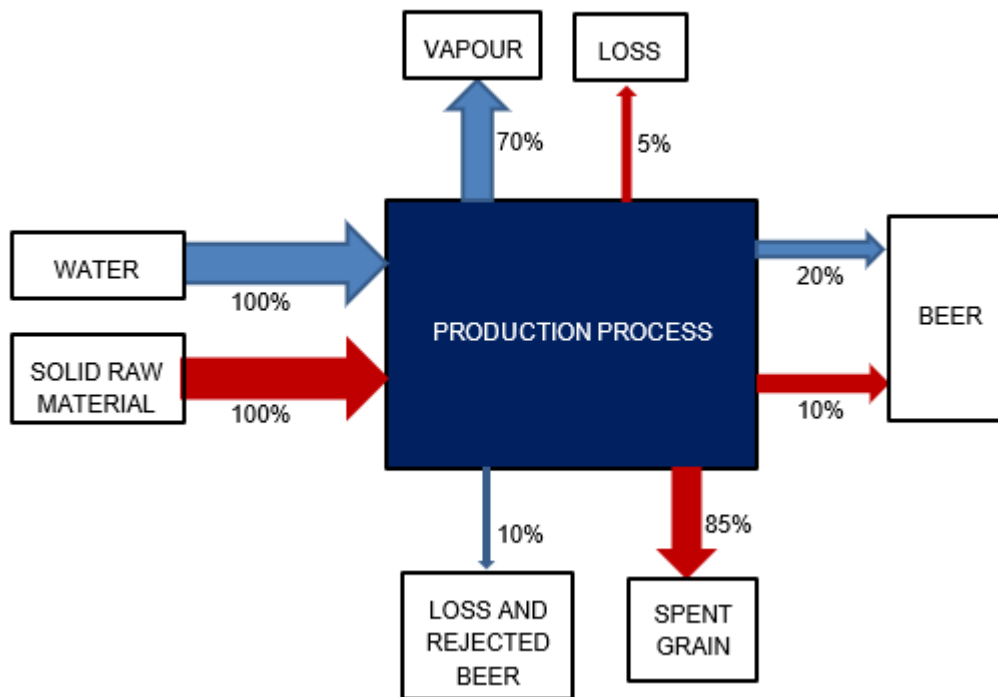 VAPOUR
LOSS
70%
5%
WATER
100%
20%
BEER
PRODUCTION PROCESS
SOLID RAW
MATERIAL
100%
10%
10%
85%
LOSS AND
REJECTED
BEER
SPENT
GRAIN